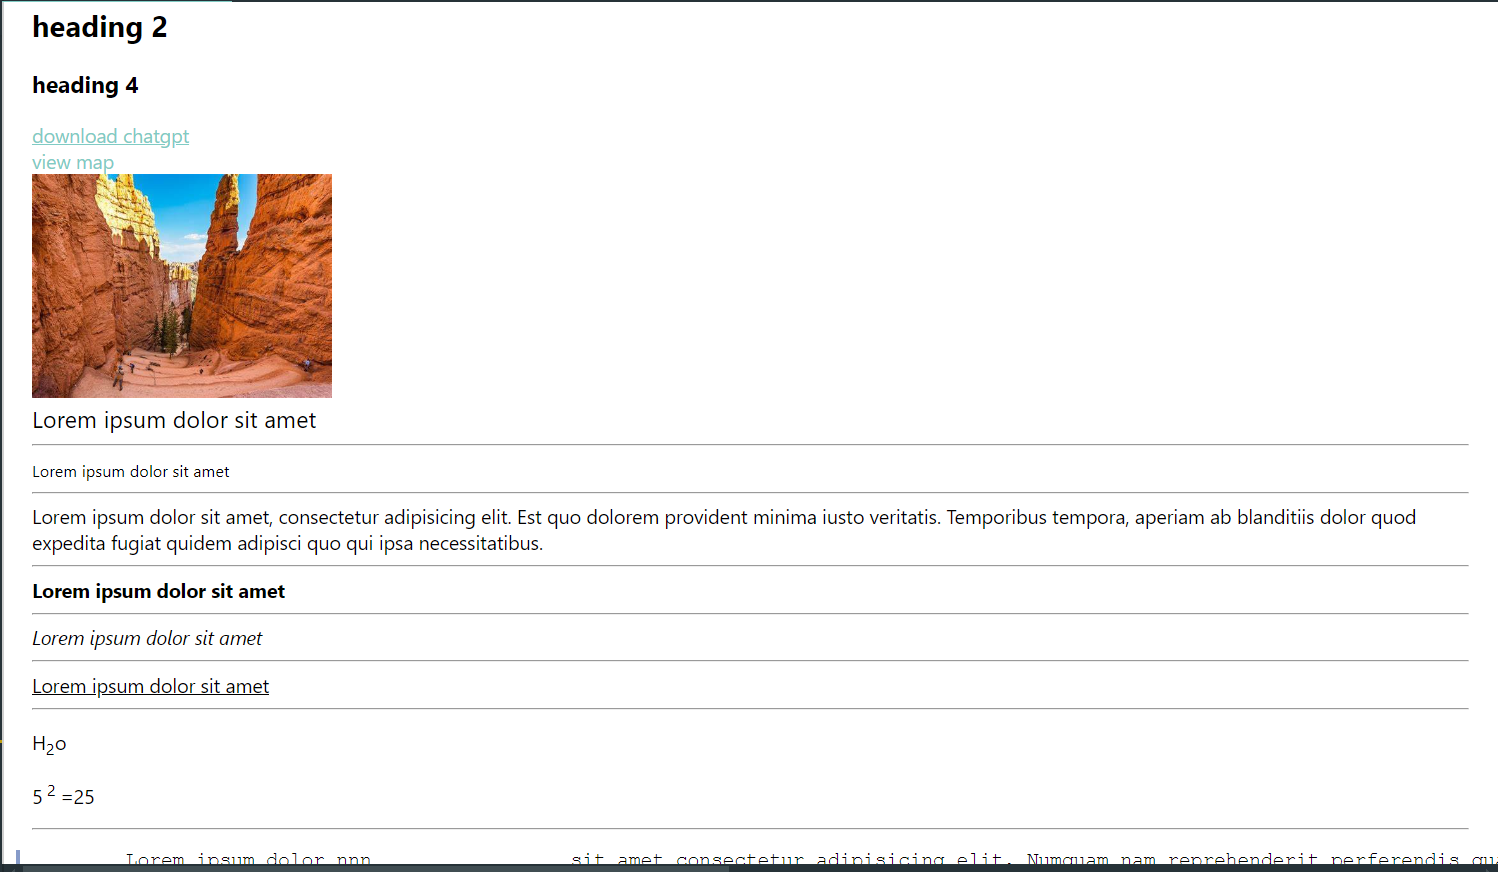 heading 2
heading 4
download chatgpt
view map
Lorem ipsum dolor sit amet
Lorem ipsum dolor sit amet
Lorem ipsum dolor sit amet, consectetur adipisicing elit. Est quo dolorem provident minima iusto veritatis. Temporibus tempora, aperiam ab blanditiis dolor quod
expedita fugiat quidem adipisci quo qui ipsa necessitatibus.
Lorem ipsum dolor sit amet
Lorem ipsum dolor sit amet
Lorem ipsum dolor sit amet
H₂o
5 ² =25
Lorem ipsum dolor nnn sit amet consectetur adipisicing elit. Numquam nam reprehenderit perferendis